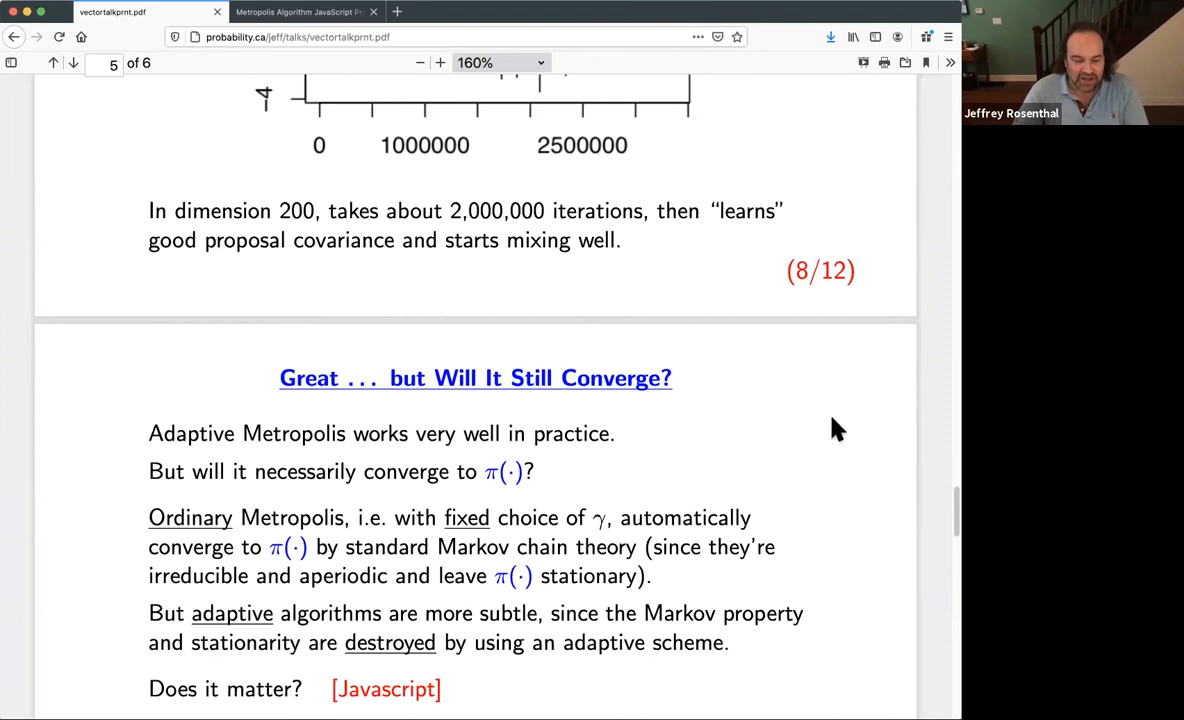 vectortalkprnt.pdf
Metropolis Algorithm JavaScript Pr
probability.ca/jeff/talks/vectortalkprnt.pdf
5 of 6
160%
-4
0 1000000 2500000
In dimension 200, takes about 2,000,000 iterations, then “learns”
good proposal covariance and starts mixing well.
(8/12)
Great . . . but Will It Still Converge?
Adaptive Metropolis works very well in practice.
But will it necessarily converge to π(·)?
Ordinary Metropolis, i.e. with fixed choice of γ, automatically
converge to π(·) by standard Markov chain theory (since they're
irreducible and aperiodic and leave π(·) stationary).
But adaptive algorithms are more subtle, since the Markov property
and stationarity are destroyed by using an adaptive scheme.
Does it matter? [Javascript]
Jeffrey Rosenthal